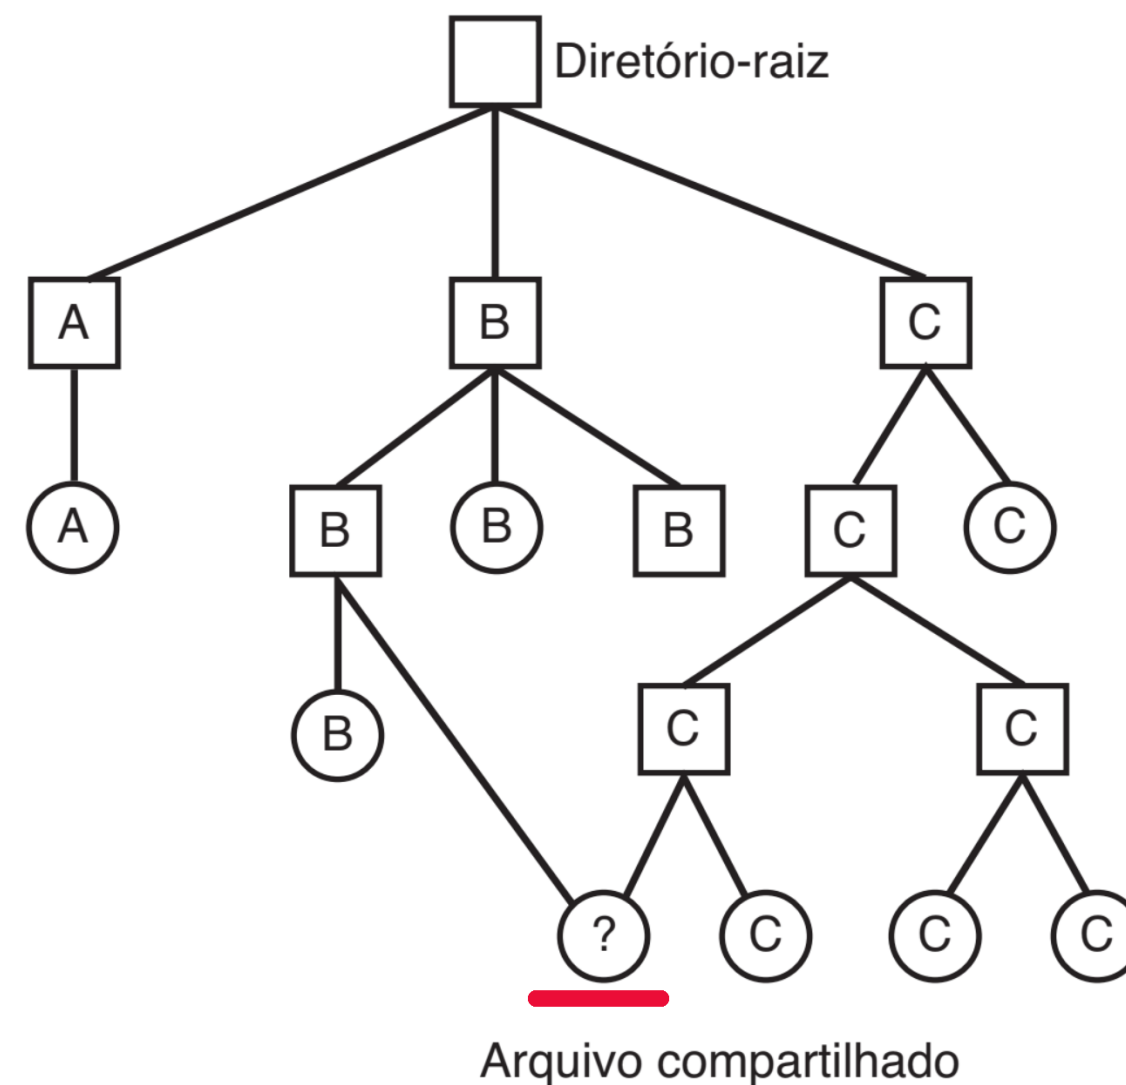 Diretório-raiz
A B C
A B B B C C
B C C
? C C C
Arquivo compartilhado